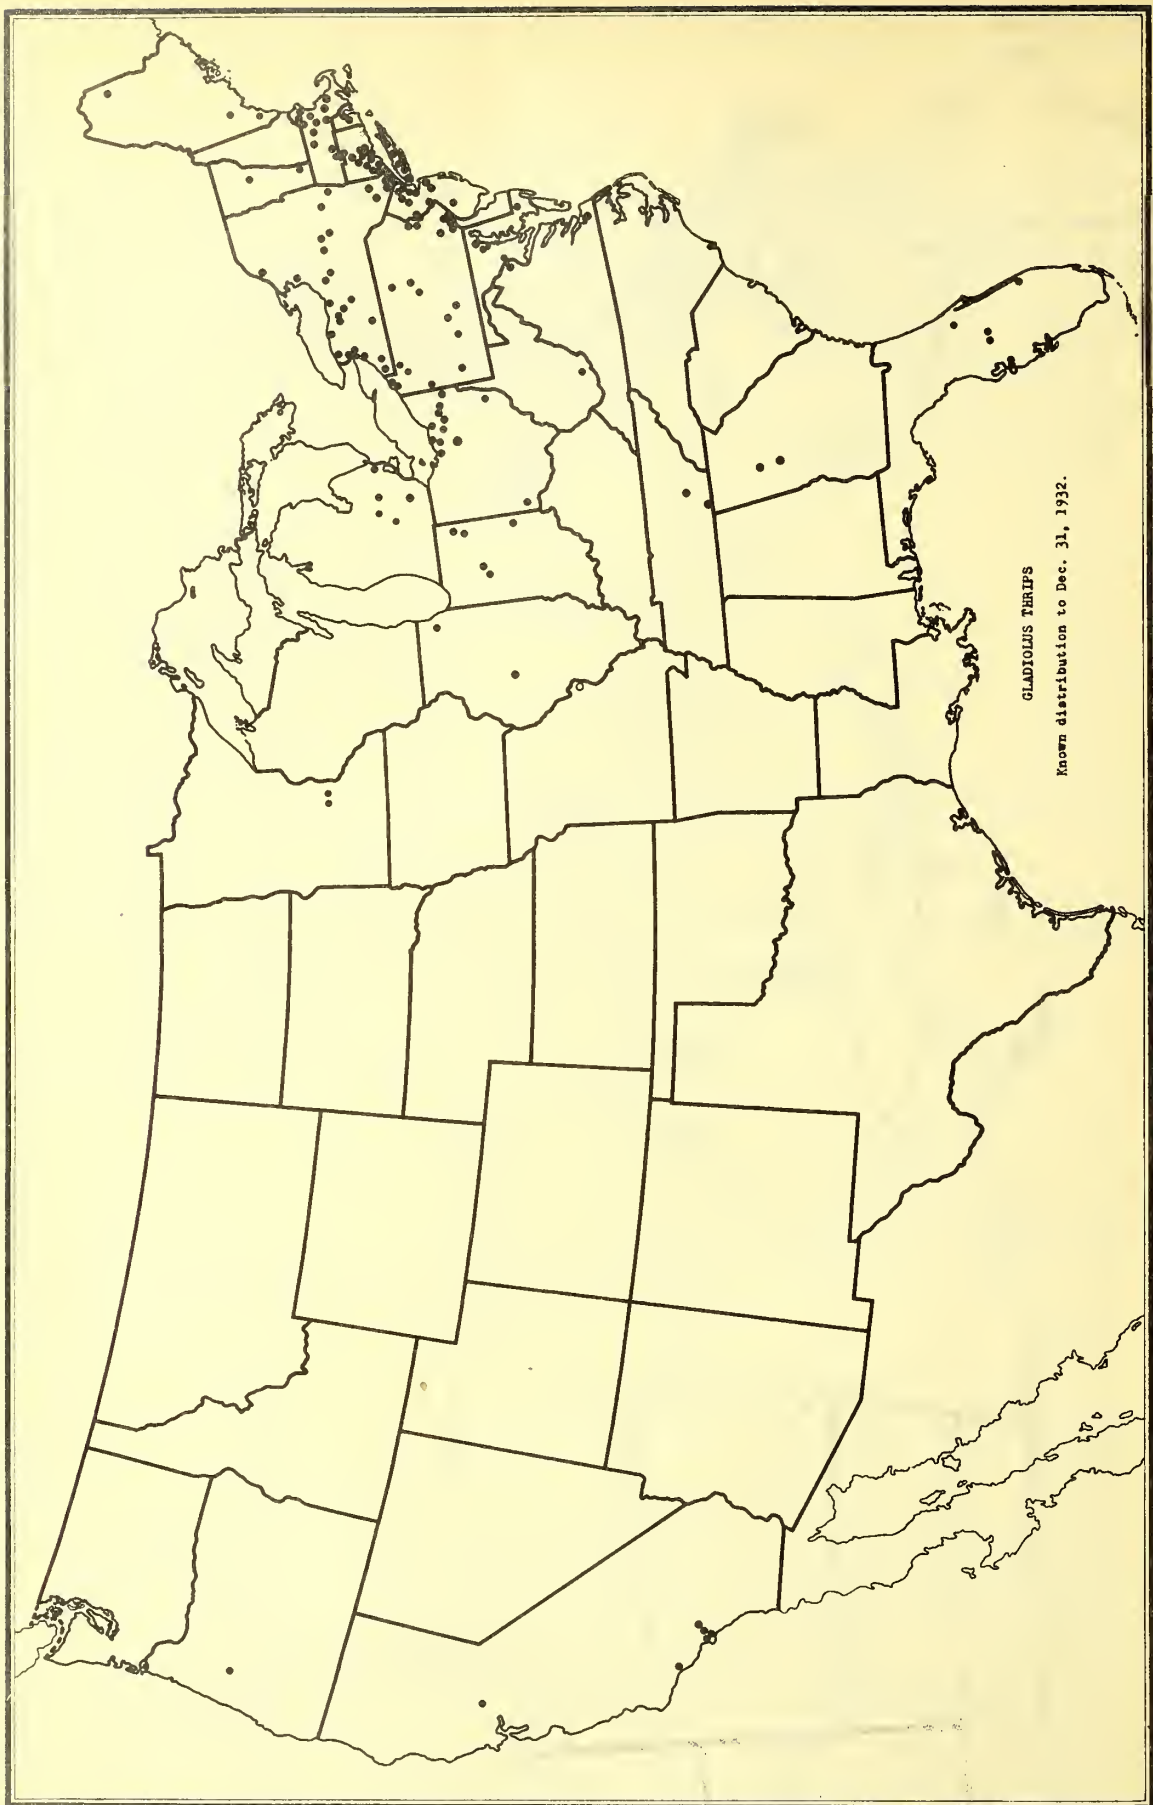 GLADIOLUS THRIPS
Known distribution to Dec. 31, 1932.